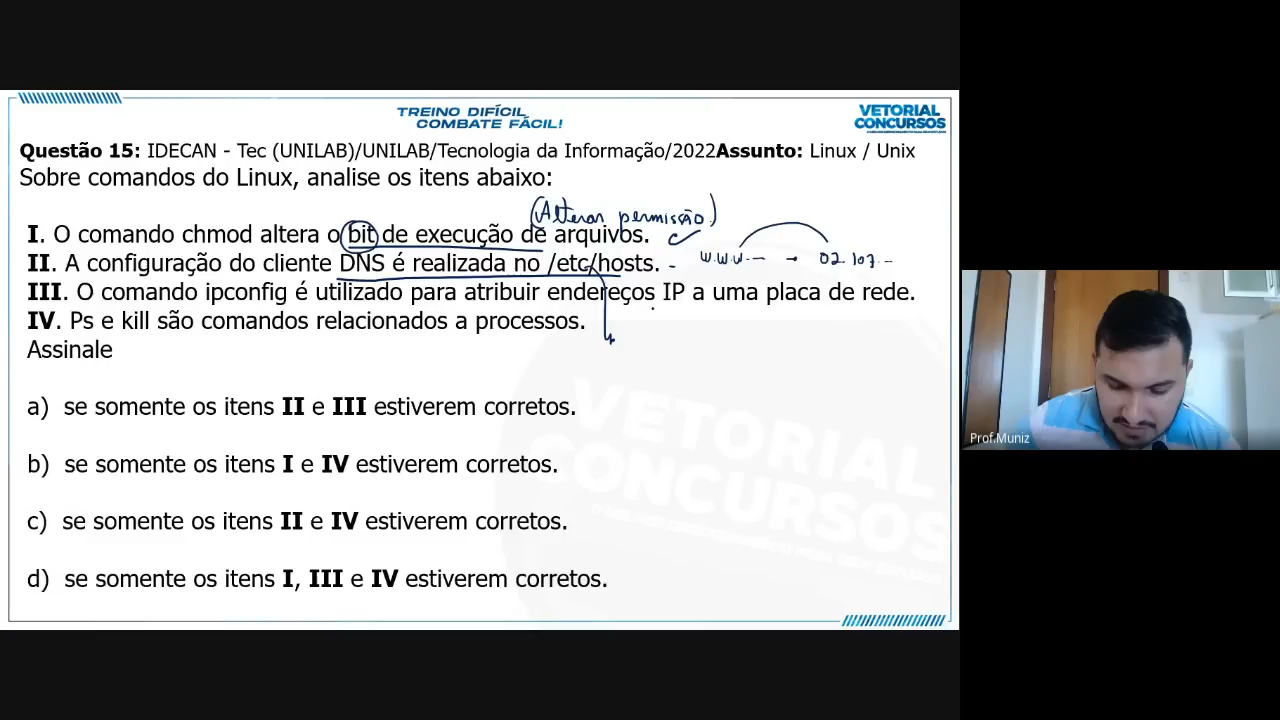 TREINO DIFÍCIL
COMBATE FÁCIL!
VETORIAL
CONCURSOS
Questão 15: IDECAN - Tec (UNILAB)/UNILAB/Tecnologia da Informação/2022Assunto: Linux / Unix
Sobre comandos do Linux, analise os itens abaixo:
(Alterar permissão)
I. O comando chmod altera o bit de execução de arquivos.
II. A configuração do cliente DNS é realizada no /etc/hosts. - w.w.w - → 02.107...
III. O comando ipconfig é utilizado para atribuir endereços IP a uma placa de rede.
IV. Ps e kill são comandos relacionados a processos.
Assinale
a) se somente os itens II e III estiverem corretos.
b) se somente os itens I e IV estiverem corretos.
c) se somente os itens II e IV estiverem corretos.
d) se somente os itens I, III e IV estiverem corretos.
VETORIAL
CONCURSOS
Prof.Muniz